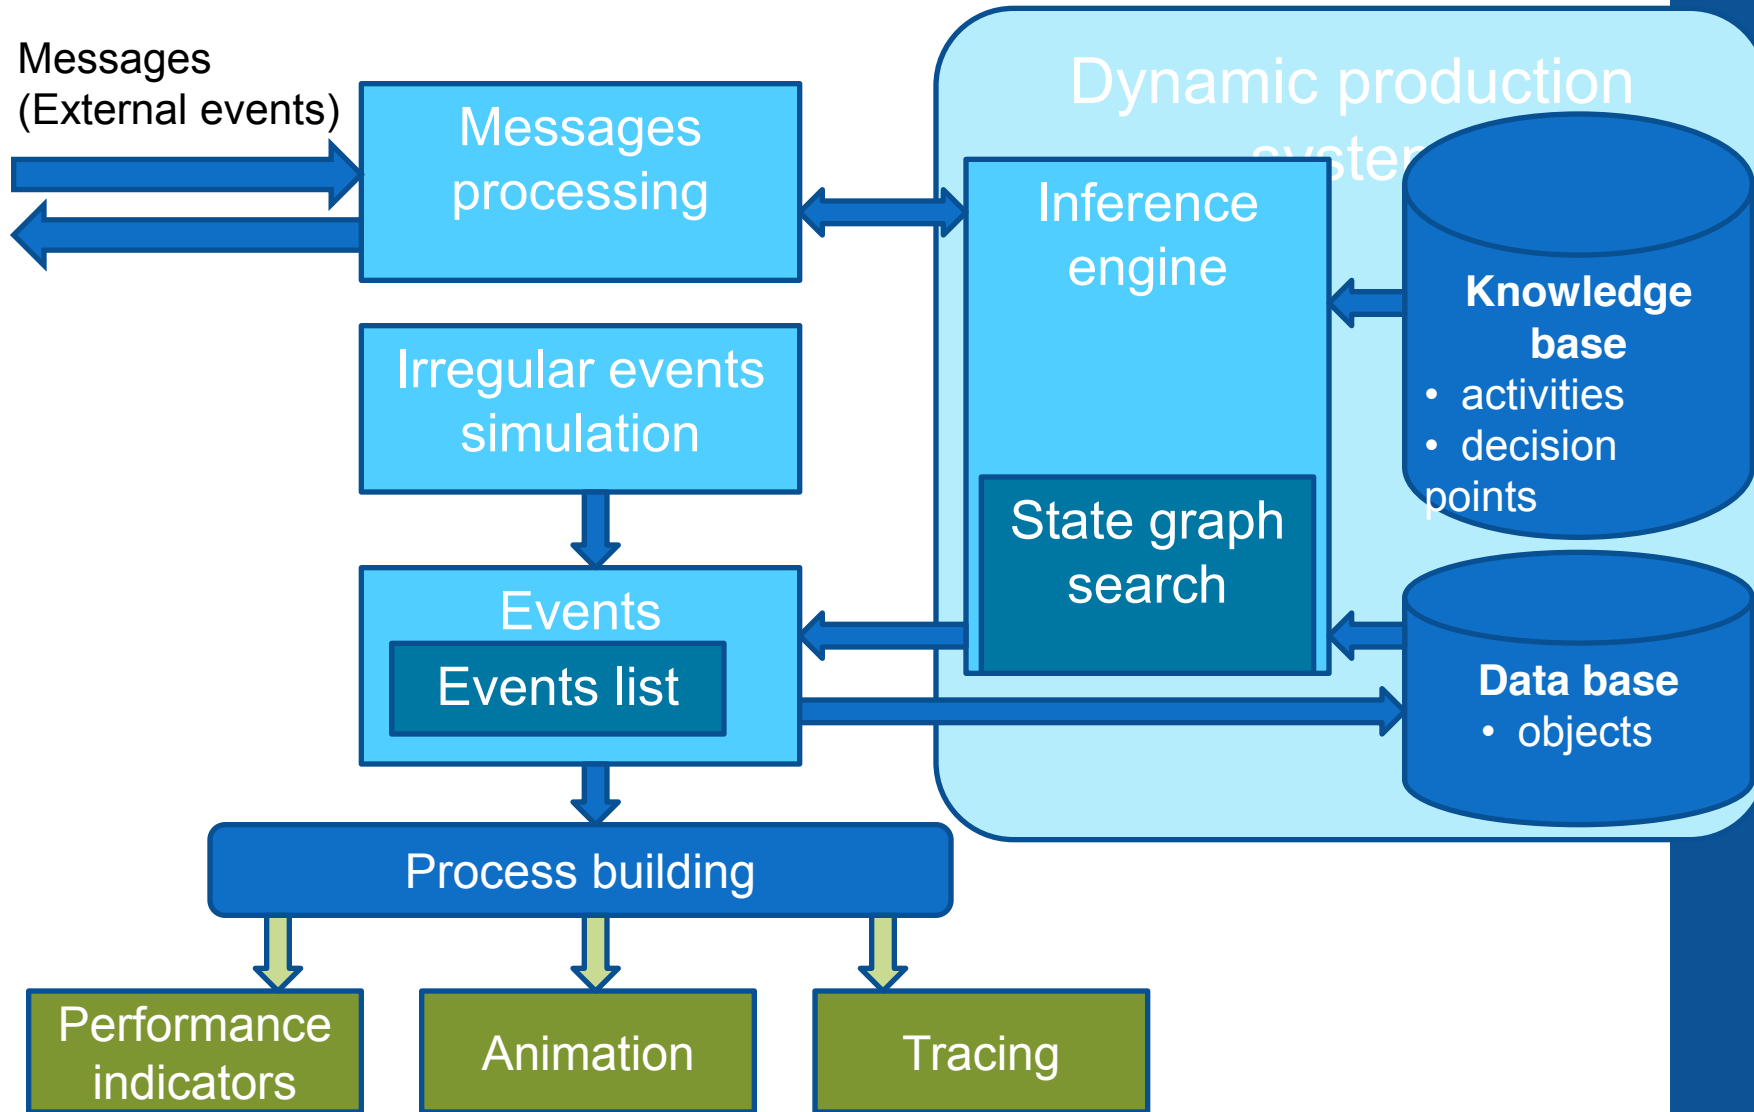 Messages
(External events)
Messages
processing
Irregular events
simulation
Events
Events list
Dynamic production
system
Inference
engine
State graph
search
Knowledge
base
• activities
• decision
points
Data base
• objects
Process building
Performance
indicators
Animation
Tracing